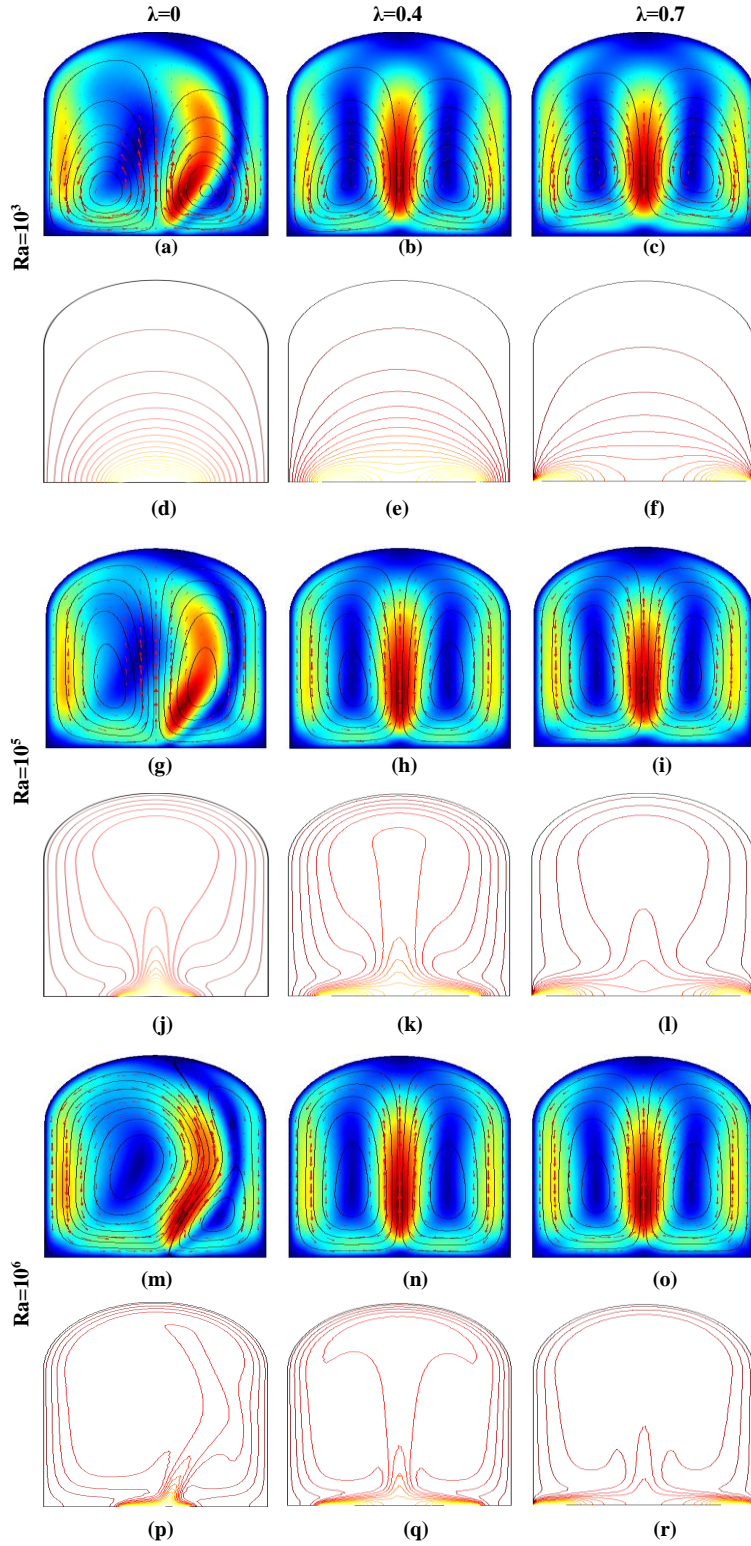 λ=0 λ=0.4 λ=0.7
Ra=10³
(a) (b) (c)
(d) (e) (f)
Ra=10⁵
(g) (h) (i)
(j) (k) (l)
Ra=10⁶
(m) (n) (o)
(p) (q) (r)